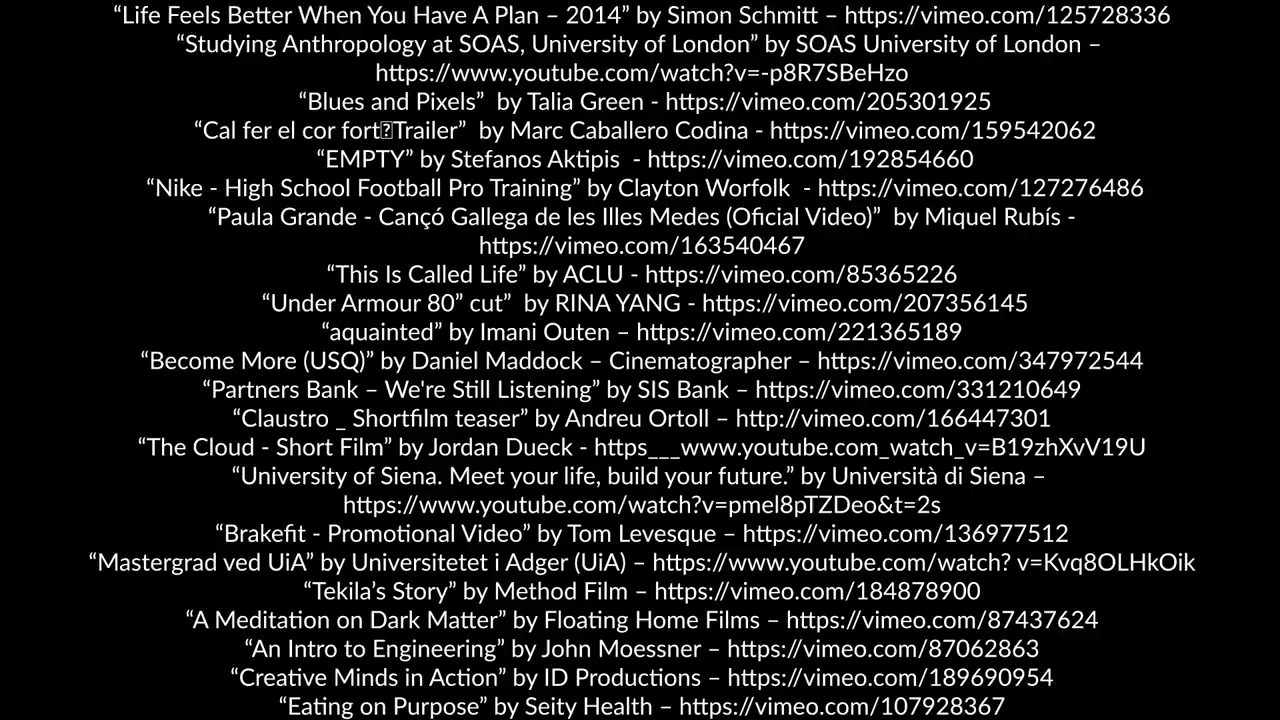 “Life Feels Better When You Have A Plan – 2014” by Simon Schmitt – https://vimeo.com/125728336
“Studying Anthropology at SOAS, University of London” by SOAS University of London –
https://www.youtube.com/watch?v=-p8R7SBeHzo
“Blues and Pixels”  by Talia Green - https://vimeo.com/205301925
“Cal fer el cor fort Trailer”  by Marc Caballero Codina - https://vimeo.com/159542062
“EMPTY” by Stefanos Aktipis  - https://vimeo.com/192854660
“Nike - High School Football Pro Training” by Clayton Worfolk  - https://vimeo.com/127276486
“Paula Grande - Cançó Gallega de les Illes Medes (Oficial Video)”  by Miquel Rubís -
https://vimeo.com/163540467
“This Is Called Life” by ACLU - https://vimeo.com/85365226
“Under Armour 80” cut”  by RINA YANG - https://vimeo.com/207356145
“aquainted” by Imani Outen – https://vimeo.com/221365189
“Become More (USQ)” by Daniel Maddock – Cinematographer – https://vimeo.com/347972544
“Partners Bank – We're Still Listening” by SIS Bank – https://vimeo.com/331210649
“Claustro _ Shortfilm teaser” by Andreu Ortoll – http://vimeo.com/166447301
“The Cloud - Short Film” by Jordan Dueck - https___www.youtube.com_watch_v=B19zhXvV19U
“University of Siena. Meet your life, build your future.” by Università di Siena –
https://www.youtube.com/watch?v=pmel8pTZDeo&t=2s
“Brakefit - Promotional Video” by Tom Levesque – https://vimeo.com/136977512
“Mastergrad ved UiA” by Universitetet i Adger (UiA) – https://www.youtube.com/watch? v=Kvq8OLHkOik
“Tekila’s Story” by Method Film – https://vimeo.com/184878900
“A Meditation on Dark Matter” by Floating Home Films – https://vimeo.com/87437624
“An Intro to Engineering” by John Moessner – https://vimeo.com/87062863
“Creative Minds in Action” by ID Productions – https://vimeo.com/189690954
“Eating on Purpose” by Seity Health – https://vimeo.com/107928367